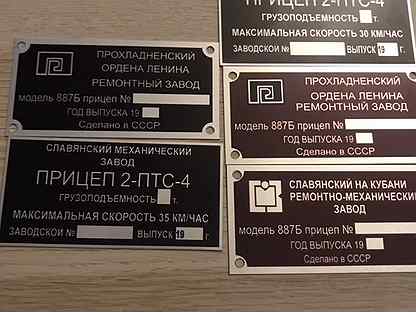 ПРОХЛАДНЕНСКИЙ
ОРДЕНА ЛЕНИНА
РЕМОНТНЫЙ ЗАВОД
модель 887Б прицеп №
ГОД ВЫПУСКА 19
Сделано в СССР
СЛАВЯНСКИЙ МЕХАНИЧЕСКИЙ
ЗАВОД
ПРИЦЕП 2-ПТС-4
ГРУЗОПОДЪЕМНОСТЬ т.
МАКСИМАЛЬНАЯ СКОРОСТЬ 35 КМ/ЧАС
ЗАВОДСКОЙ № ВЫПУСК 19 г.
ПРИЦЕП 2-ПТС-4
ГРУЗОПОДЪЕМНОСТЬ т.
МАКСИМАЛЬНАЯ СКОРОСТЬ 30 КМ/ЧАС
ЗАВОДСКОЙ № ВЫПУСК 19 г.
ПРОХЛАДНЕНСКИЙ
ОРДЕНА ЛЕНИНА
РЕМОНТНЫЙ ЗАВОД
модель 887Б прицеп №
ГОД ВЫПУСКА 19
Сделано в СССР
СЛАВЯНСКИЙ НА КУБАНИ
РЕМОНТНО-МЕХАНИЧЕСКИЙ
ЗАВОД
модель 887Б прицеп №
ГОД ВЫПУСКА 19
Сделано в СССР